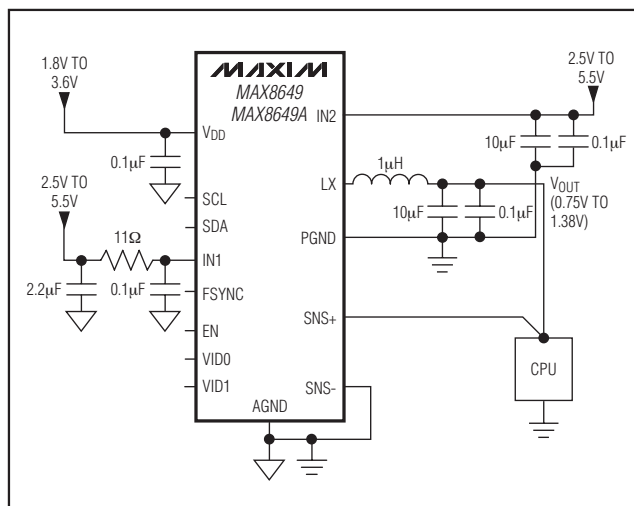 1.8V TO
3.6V
0.1µF
2.5V TO
5.5V
11Ω
2.2µF
0.1µF
MAXIM
MAX8649
MAX8649A
VDD
SCL
SDA
IN1
FSYNC
EN
VID0
VID1
AGND
IN2
LX
PGND
SNS+
SNS-
2.5V TO
5.5V
10µF
0.1µF
1µH
10µF
0.1µF
VOUT
(0.75V TO
1.38V)
CPU